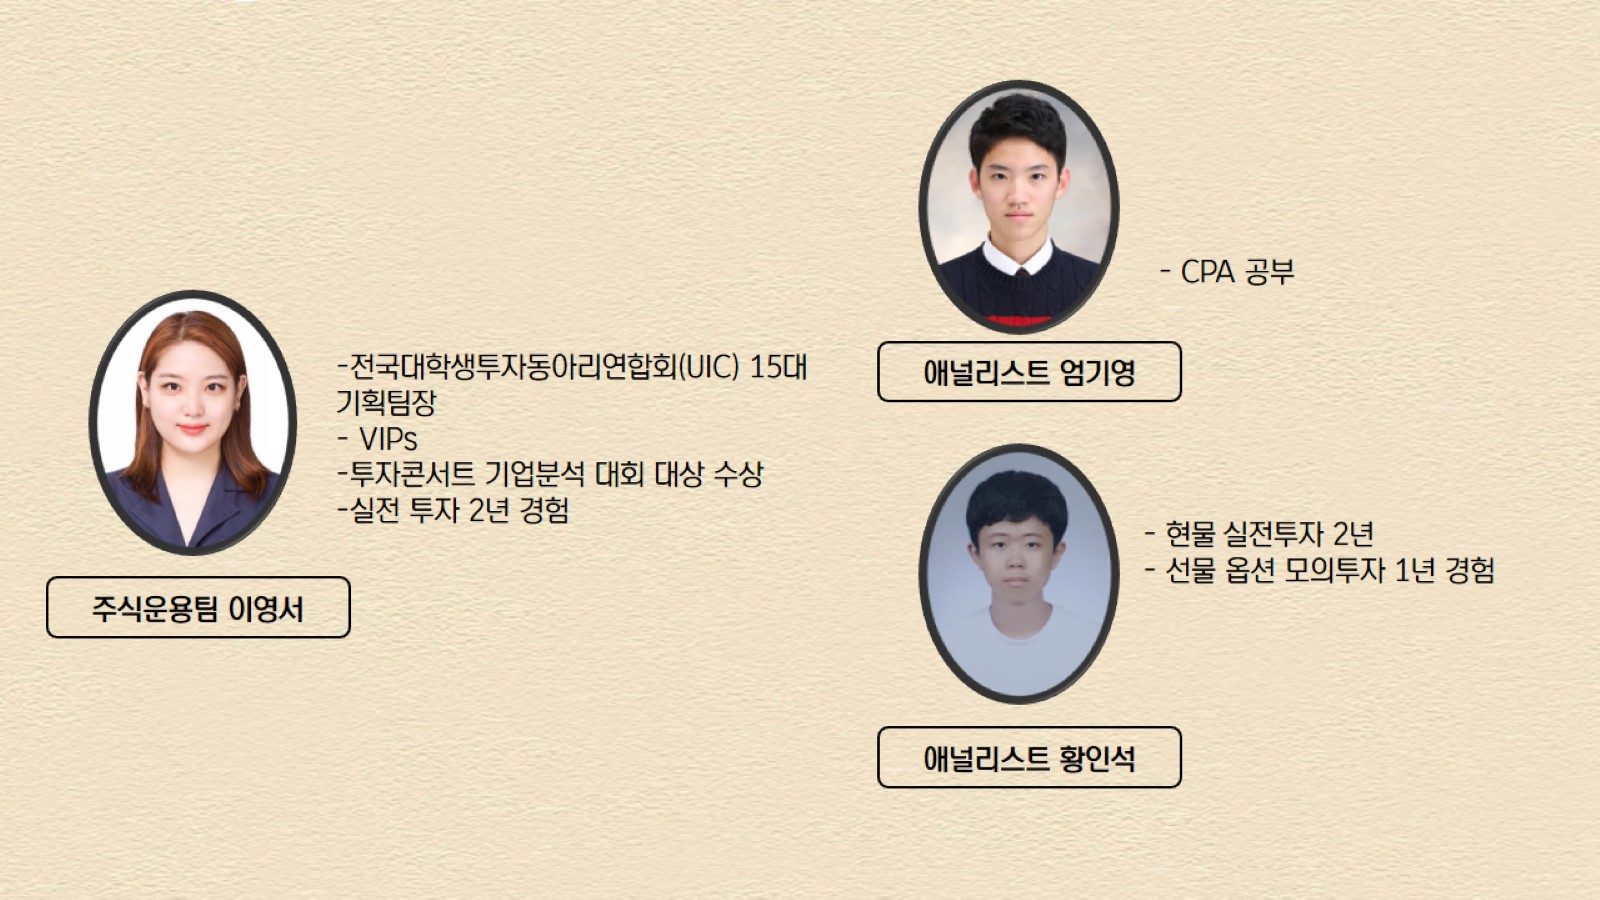 -전국대학생투자동아리연합회(UIC) 15대
기획팀장
- VIPs
-투자콘서트 기업분석 대회 대상 수상
-실전 투자 2년 경험
주식운용팀 이영서
- CPA 공부
애널리스트 엄기영
- 현물 실전투자 2년
- 선물 옵션 모의투자 1년 경험
애널리스트 황인석